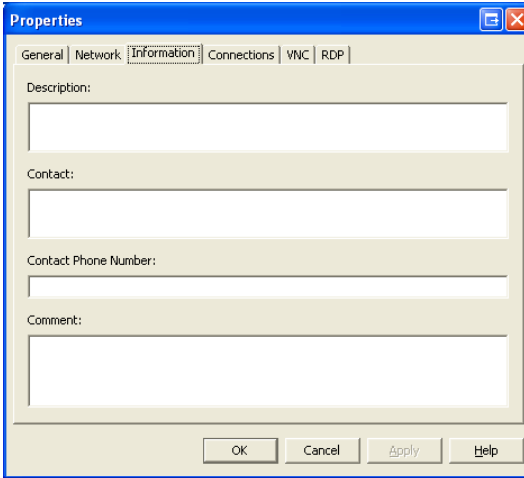 Properties
General Network Information Connections VNC RDP
Description:
Contact:
Contact Phone Number:
Comment:
OK Cancel Apply Help